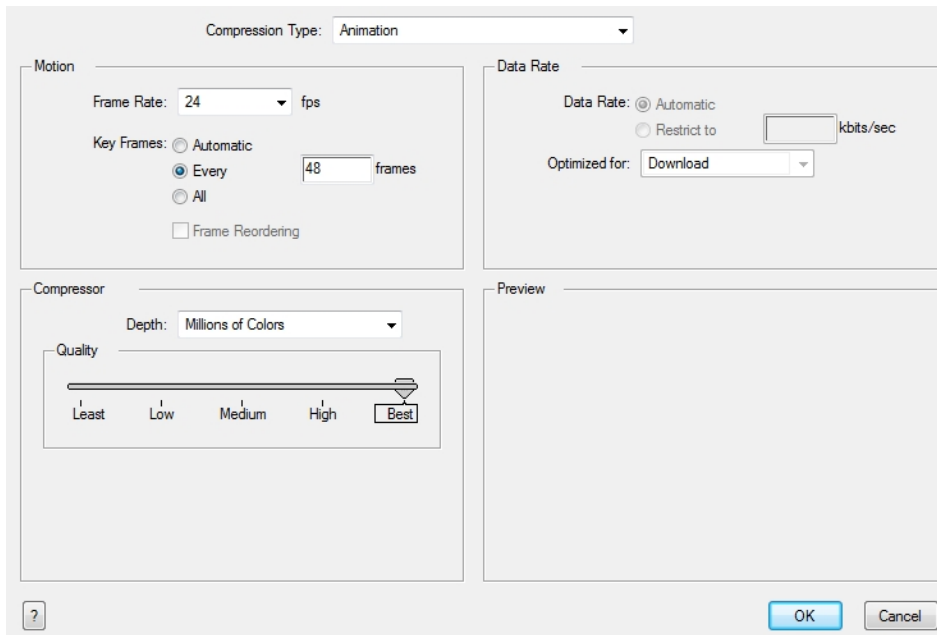 Compression Type: Animation
Motion
Frame Rate: 24 fps
Key Frames: Automatic
Every 48 frames
All
Frame Reordering
Data Rate
Data Rate: Automatic
Restrict to kbits/sec
Optimized for: Download
Compressor
Depth: Millions of Colors
Quality
Least Low Medium High Best
Preview
? OK Cancel